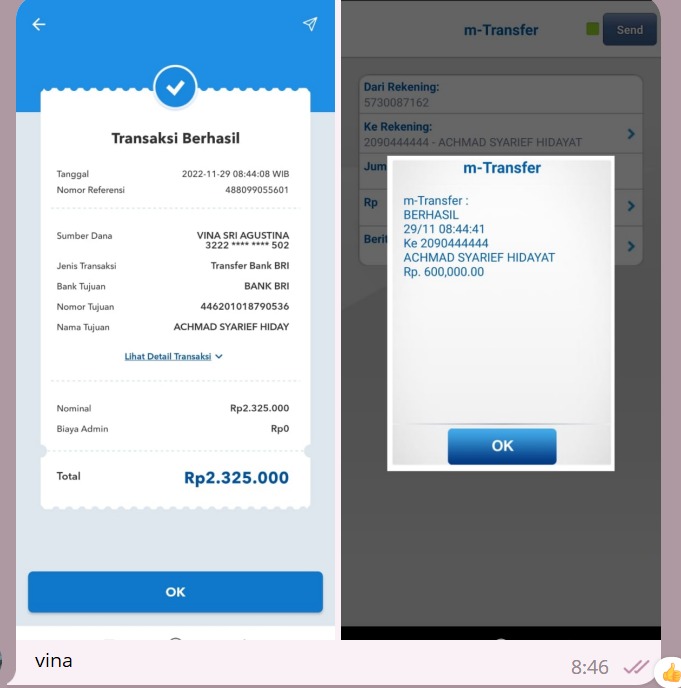 Transaksi Berhasil
Tanggal 2022-11-29 08:44:08 WIB
Nomor Referensi 488099055601
Sumber Dana VINA SRI AGUSTINA
3222 **** **** 502
Jenis Transaksi Transfer Bank BRI
Bank Tujuan BANK BRI
Nomor Tujuan 446201018790536
Nama Tujuan ACHMAD SYARIEF HIDAY
Lihat Detail Transaksi
Nominal Rp2.325.000
Biaya Admin Rp0
Total Rp2.325.000
OK
m-Transfer Send
Dari Rekening:
5730087162
Ke Rekening:
2090444444 - ACHMAD SYARIEF HIDAYAT
Jum
Rp
Berit
m-Transfer
m-Transfer :
BERHASIL
29/11 08:44:41
Ke 2090444444
ACHMAD SYARIEF HIDAYAT
Rp. 600,000.00
OK
vina
8:46